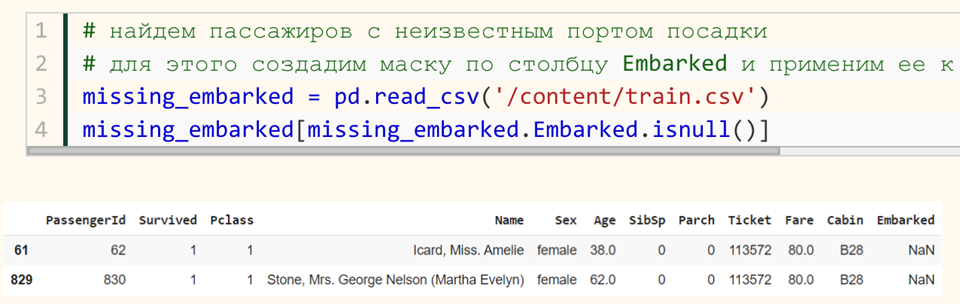 1 # найдем пассажиров с неизвестным портом посадки
2 # для этого создадим маску по столбцу Embarked и применим ее к
3 missing_embarked = pd.read_csv('/content/train.csv')
4 missing_embarked[missing_embarked.Embarked.isnull()]
PassengerId Survived Pclass Name Sex Age SibSp Parch Ticket Fare Cabin Embarked
61 62 1 1 Icard, Miss. Amelie female 38.0 0 0 113572 80.0 B28 NaN
829 830 1 1 Stone, Mrs. George Nelson (Martha Evelyn) female 62.0 0 0 113572 80.0 B28 NaN